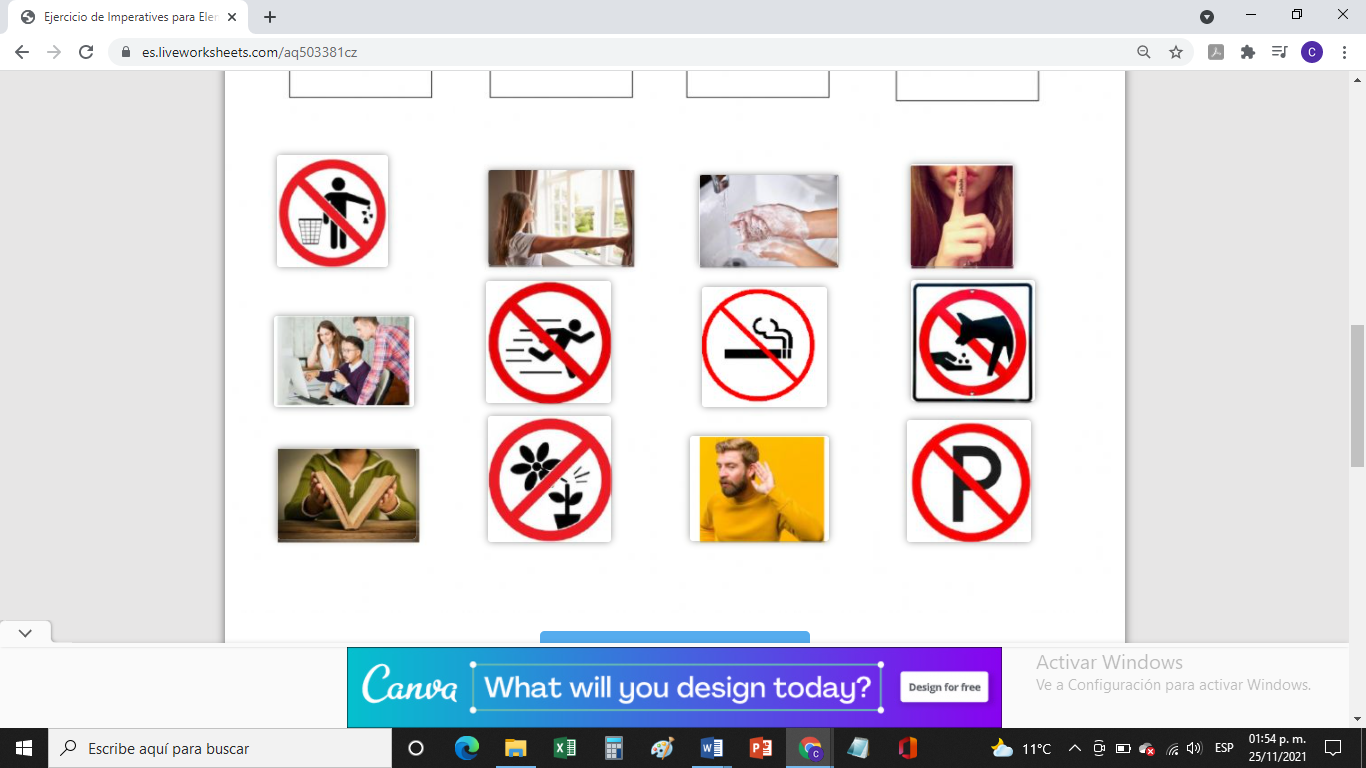 Ejercicio de Imperatives para Eler
es.liveworksheets.com/aq503381cz
C
P
Canva
What will you design today?
Design for free
Activar Windows
Ve a Configuración para activar Windows.
Escribe aquí para buscar
11°C
ESP
01:54 p. m.
25/11/2021